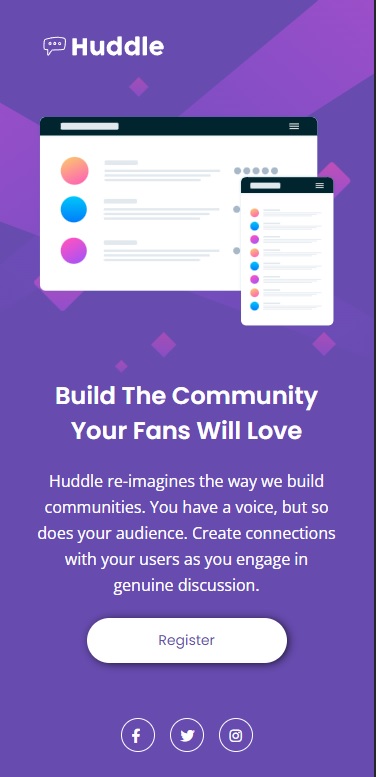 Huddle
Build The Community
Your Fans Will Love
Huddle re-imagines the way we build
communities. You have a voice, but so
does your audience. Create connections
with your users as you engage in
genuine discussion.
Register